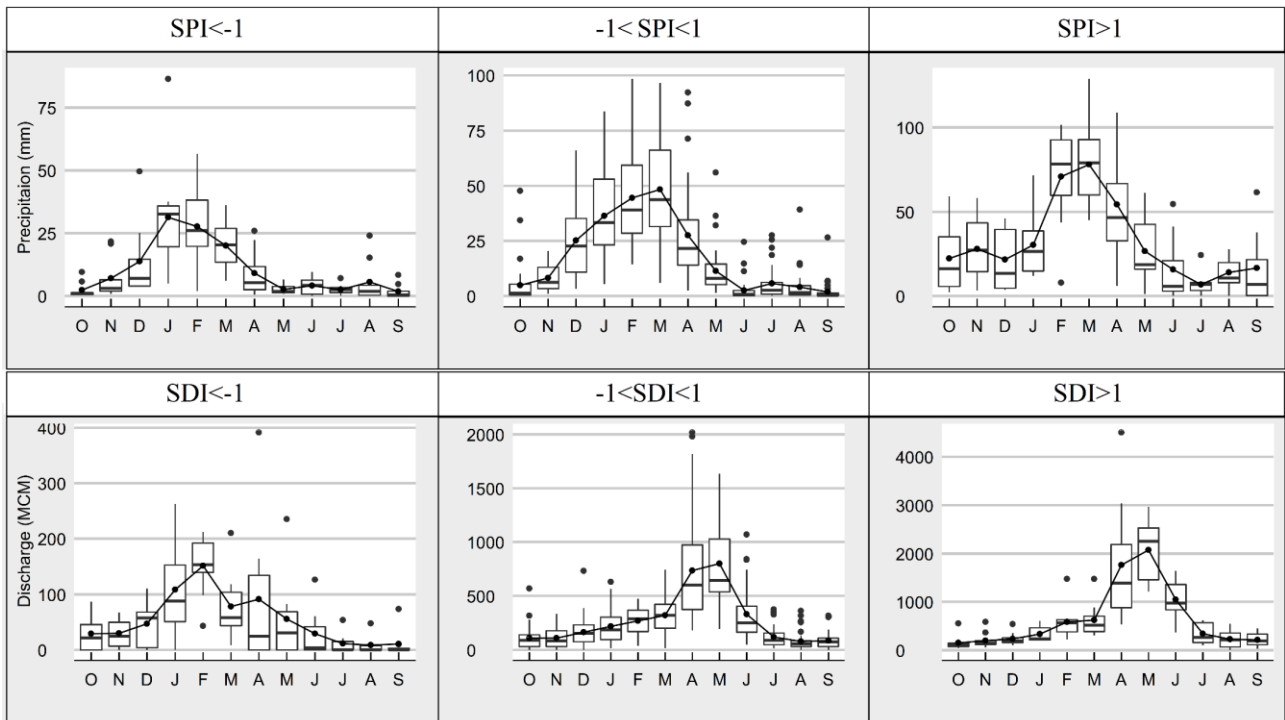 SPI<-1
-1< SPI<1
SPI>1
Precipitaion (mm)
75
50
25
0
O N D J F M A M J J A S
100
75
50
25
0
O N D J F M A M J J A S
100
50
0
O N D J F M A M J J A S
SDI<-1
-1<SDI<1
SDI>1
Discharge (MCM)
400
300
200
100
0
O N D J F M A M J J A S
2000
1500
1000
500
0
O N D J F M A M J J A S
4000
3000
2000
1000
0
O N D J F M A M J J A S